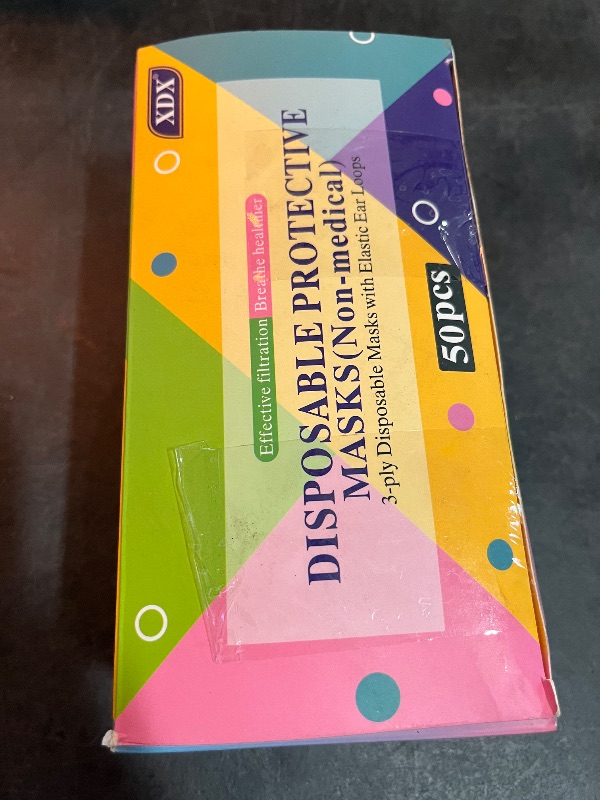 XDX®
Effective filtration Breathe healthier
DISPOSABLE PROTECTIVE
MASKS(Non-medical)
3-ply Disposable Masks with Elastic Ear Loops
50pcs